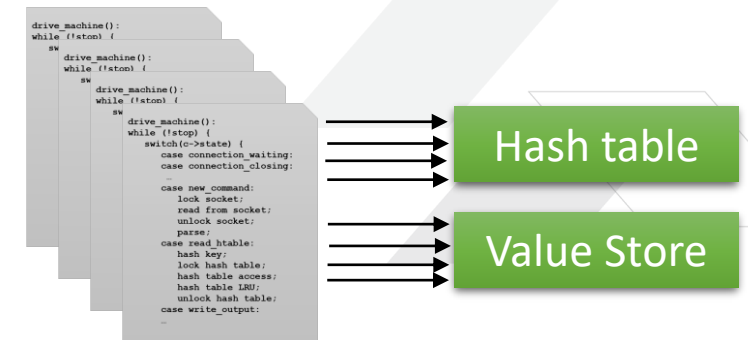 drive_machine():
while (!stop) {
sw
drive_machine():
while (!stop) {
sw
drive_machine():
while (!stop) {
sw
drive_machine():
while (!stop) {
switch(c->state) {
case connection_waiting:
case connection_closing:
…
case new_command:
lock socket;
read from socket;
unlock socket;
parse;
case read_htable:
hash key;
lock hash table;
hash table access;
hash table LRU;
unlock hash table;
case write_output:
…
Hash table
Value Store